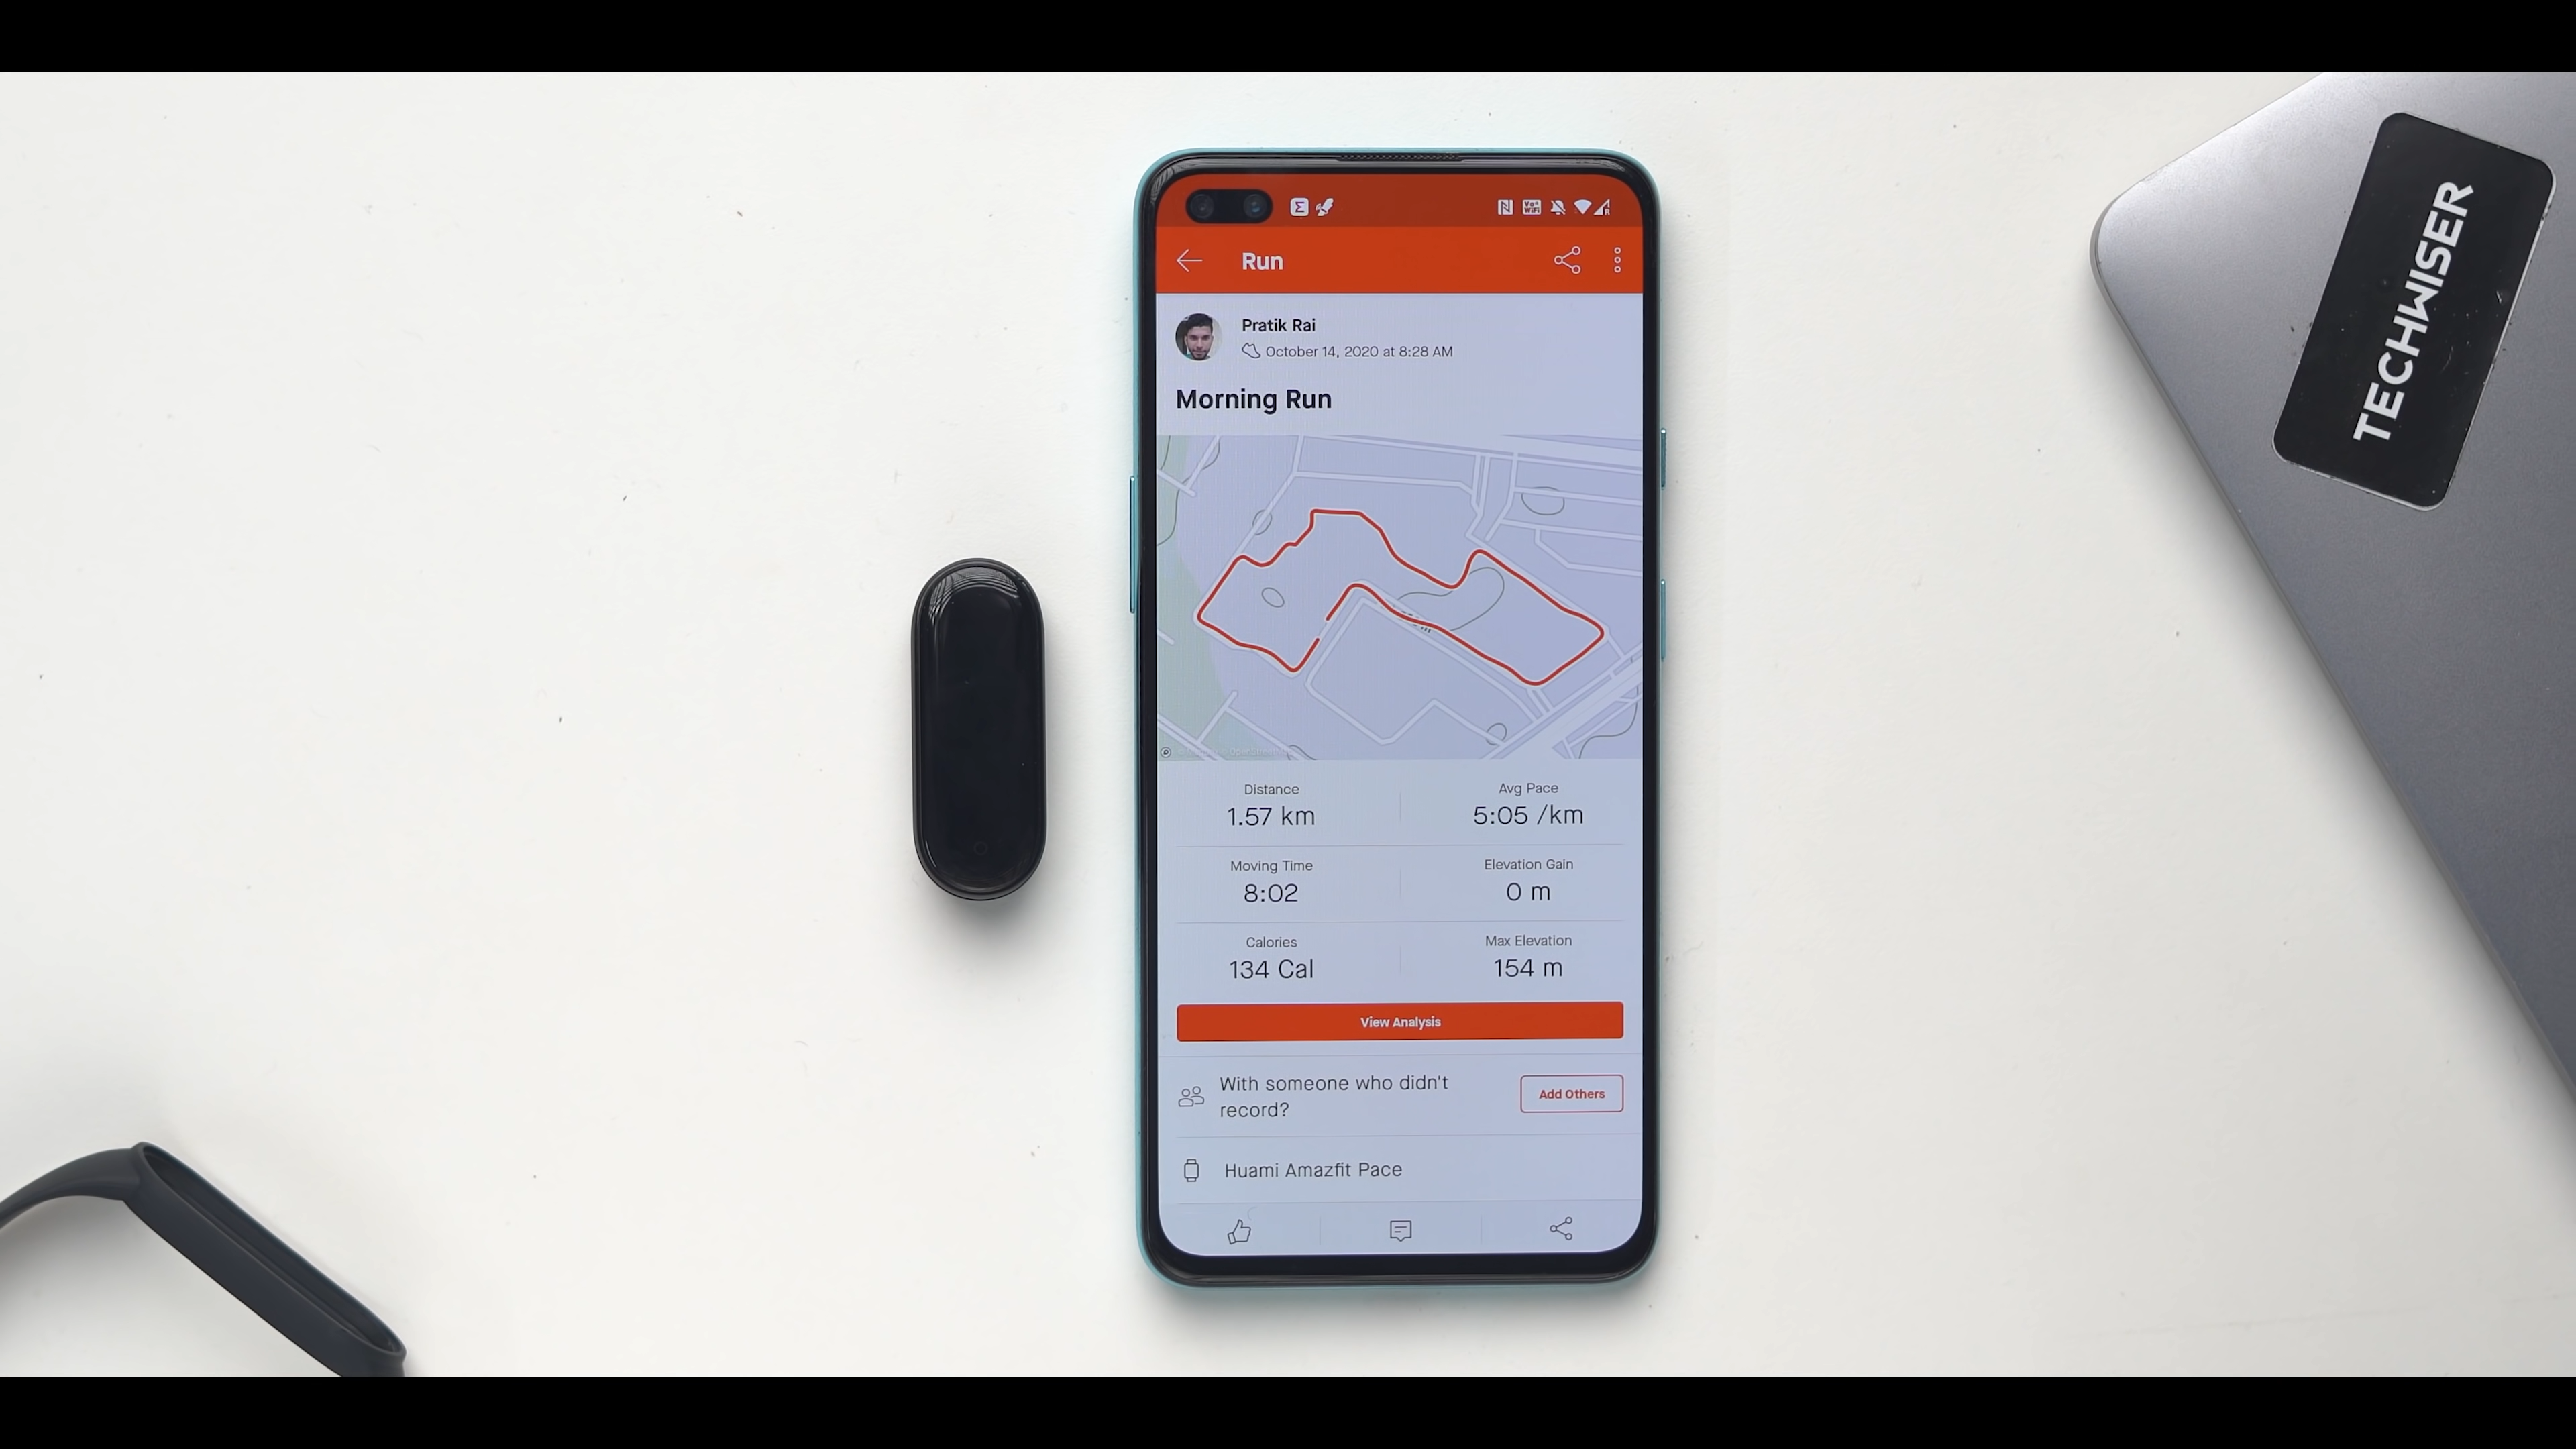 Run
Pratik Rai
October 14, 2020 at 8:28 AM
Morning Run
Distance
1.57 km
Avg Pace
5:05 /km
Moving Time
8:02
Elevation Gain
0 m
Calories
134 Cal
Max Elevation
154 m
View Analysis
With someone who didn't
record?
Add Others
Huami Amazfit Pace
TECHWISER